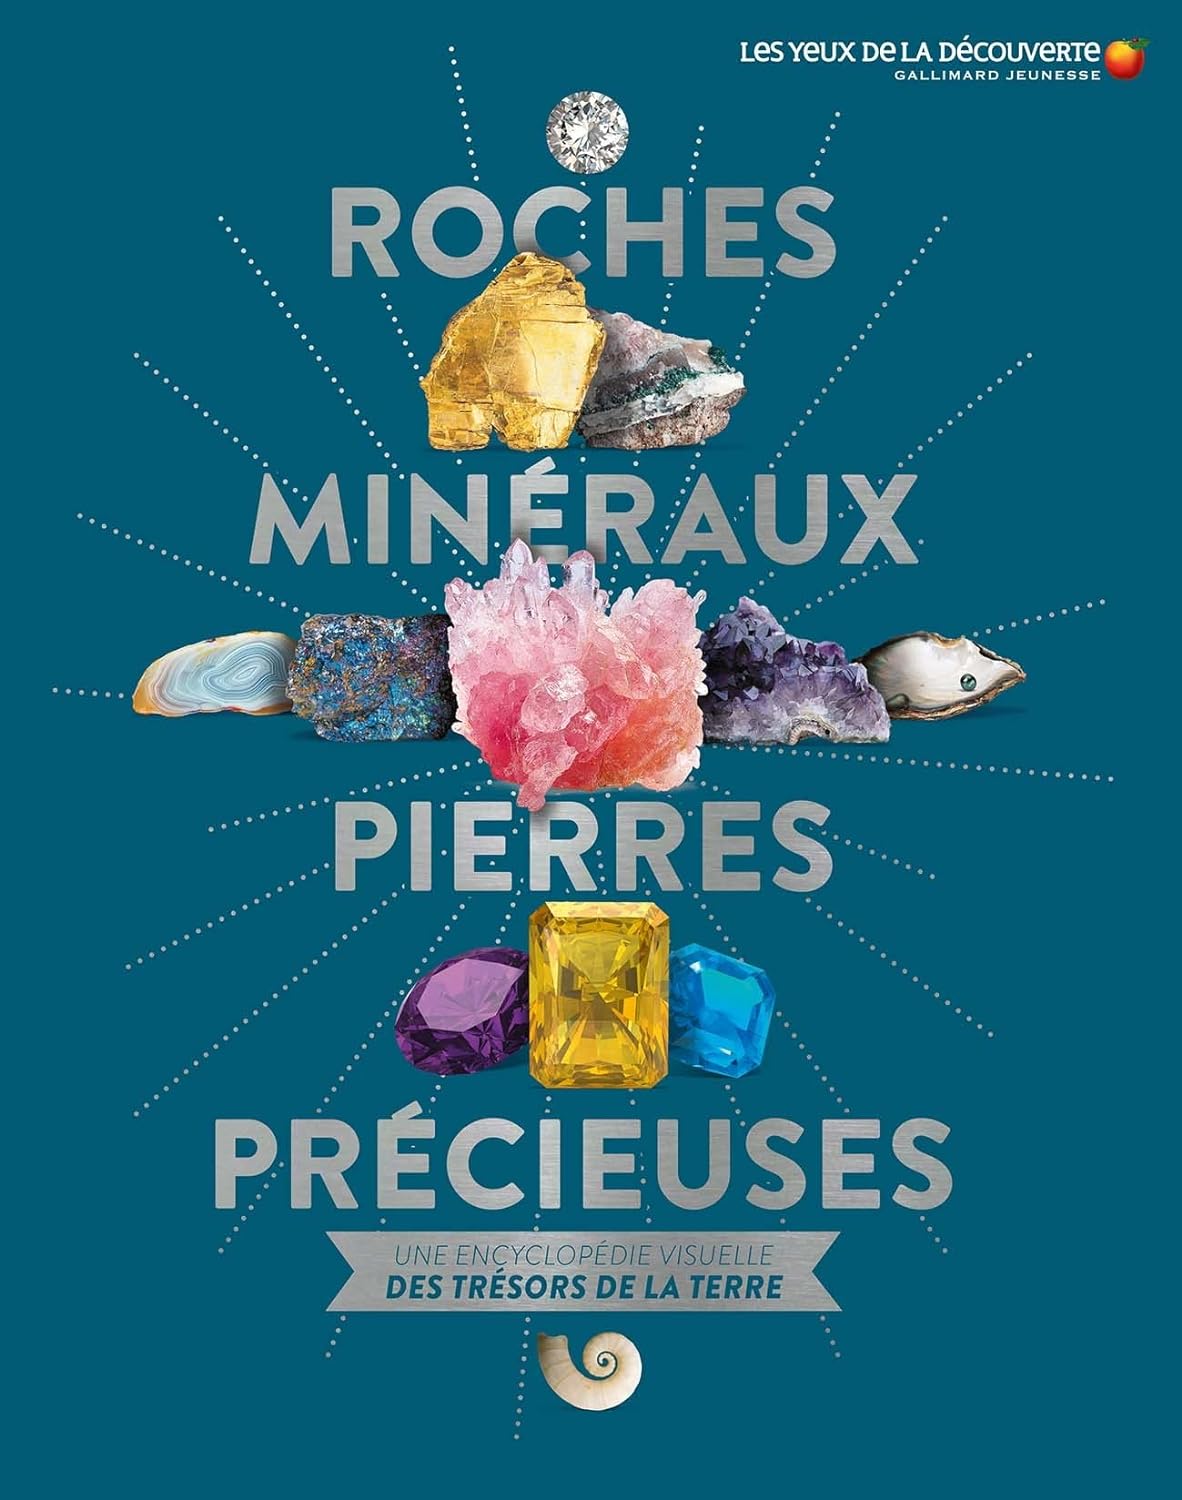 LES YEUX DE LA DÉCOUVERTE
GALLIMARD JEUNESSE
ROCHES
MINÉRAUX
PIERRES
PRÉCIEUSES
UNE ENCYCLOPÉDIE VISUELLE
DES TRÉSORS DE LA TERRE